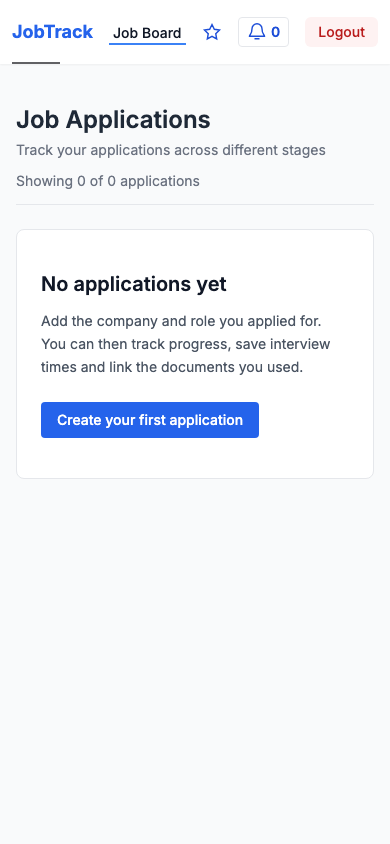 JobTrack Job Board 0 Logout
Job Applications
Track your applications across different stages
Showing 0 of 0 applications
No applications yet
Add the company and role you applied for.
You can then track progress, save interview
times and link the documents you used.
Create your first application